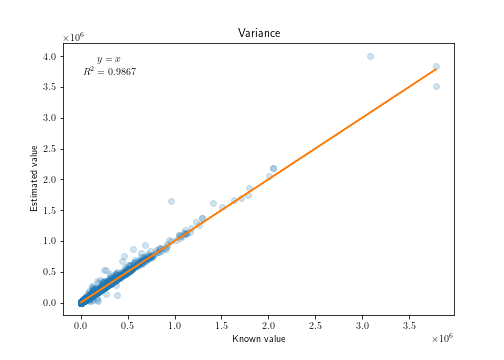 Variance
×10⁶
y = x
R² = 0.9867
4.0
3.5
3.0
2.5
2.0
1.5
1.0
0.5
0.0
Estimated value
0.0 0.5 1.0 1.5 2.0 2.5 3.0 3.5
Known value
×10⁶